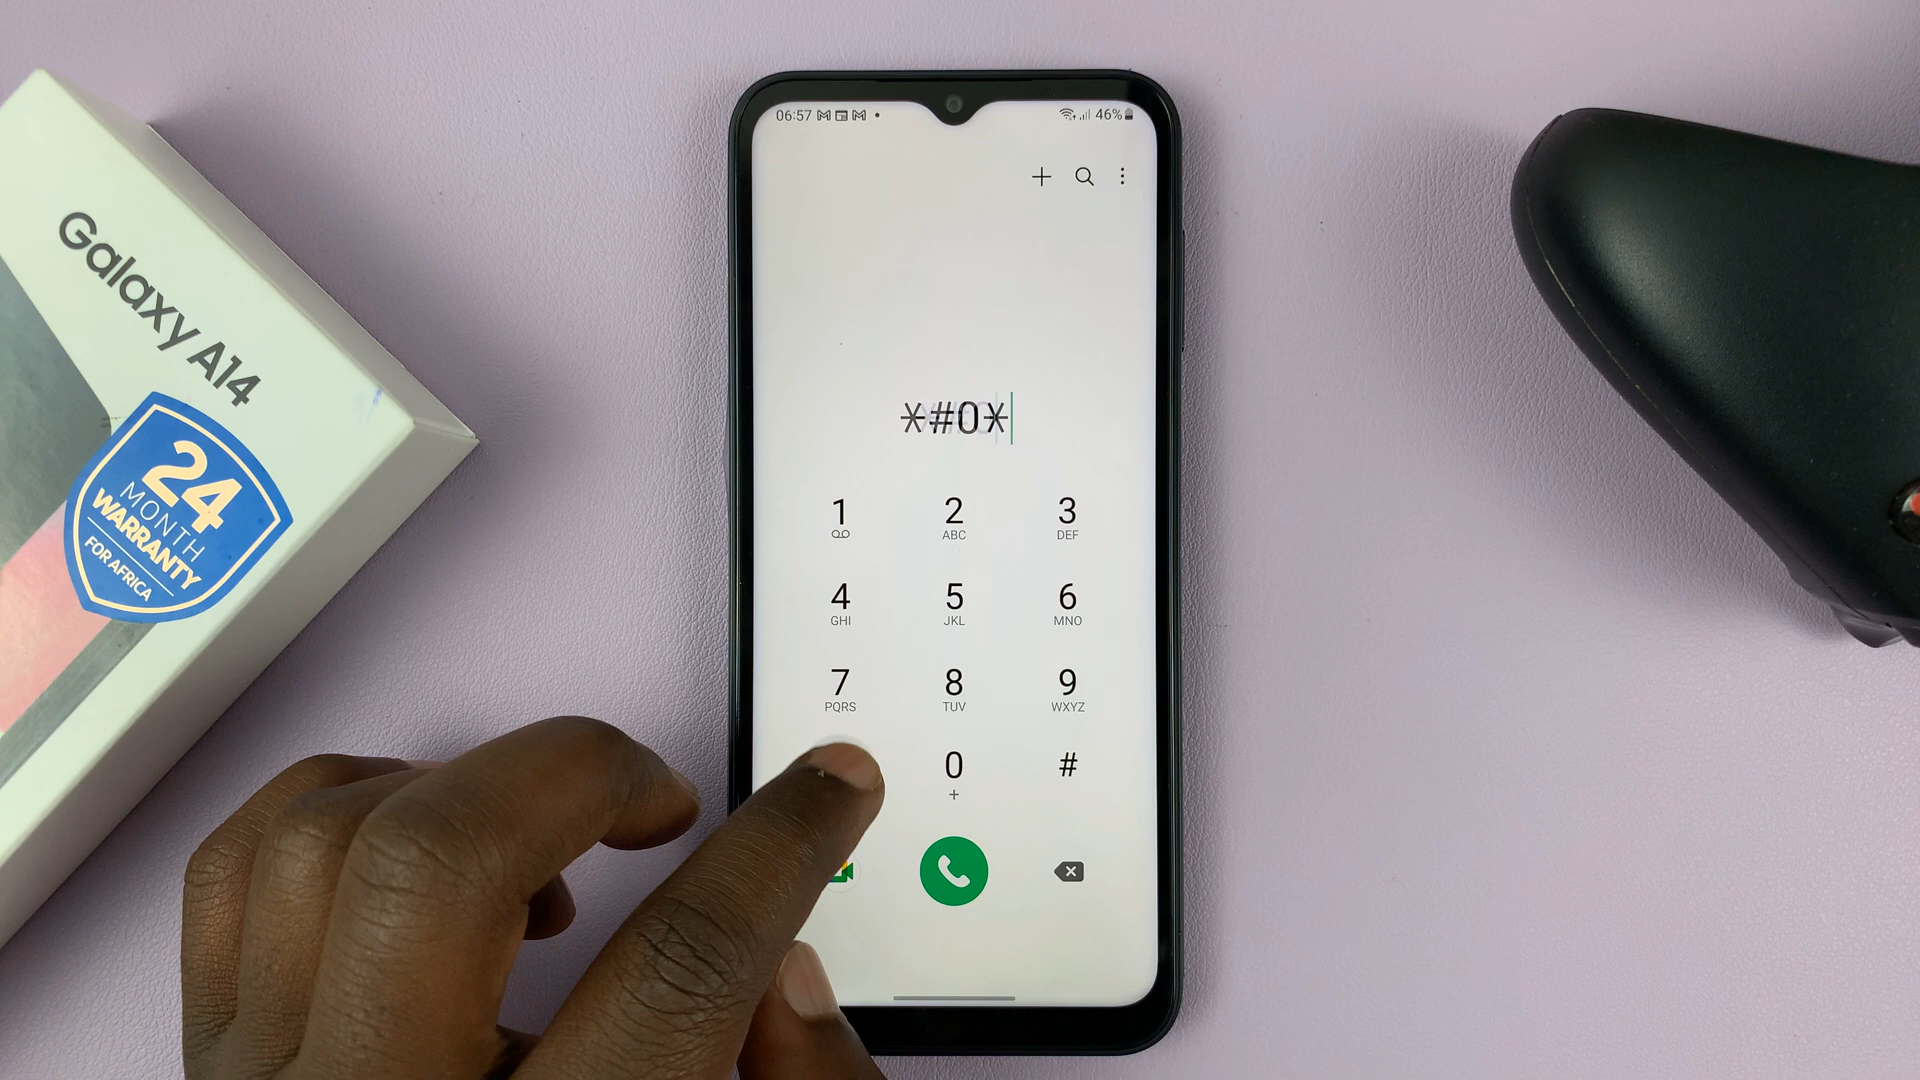 Galaxy A14
24
MONTH
WARRANTY
FOR AFRICA
06:57
46%
*#0*
1
2
ABC
3
DEF
4
GHI
5
JKL
6
MNO
7
PQRS
8
TUV
9
WXYZ
0
+
#